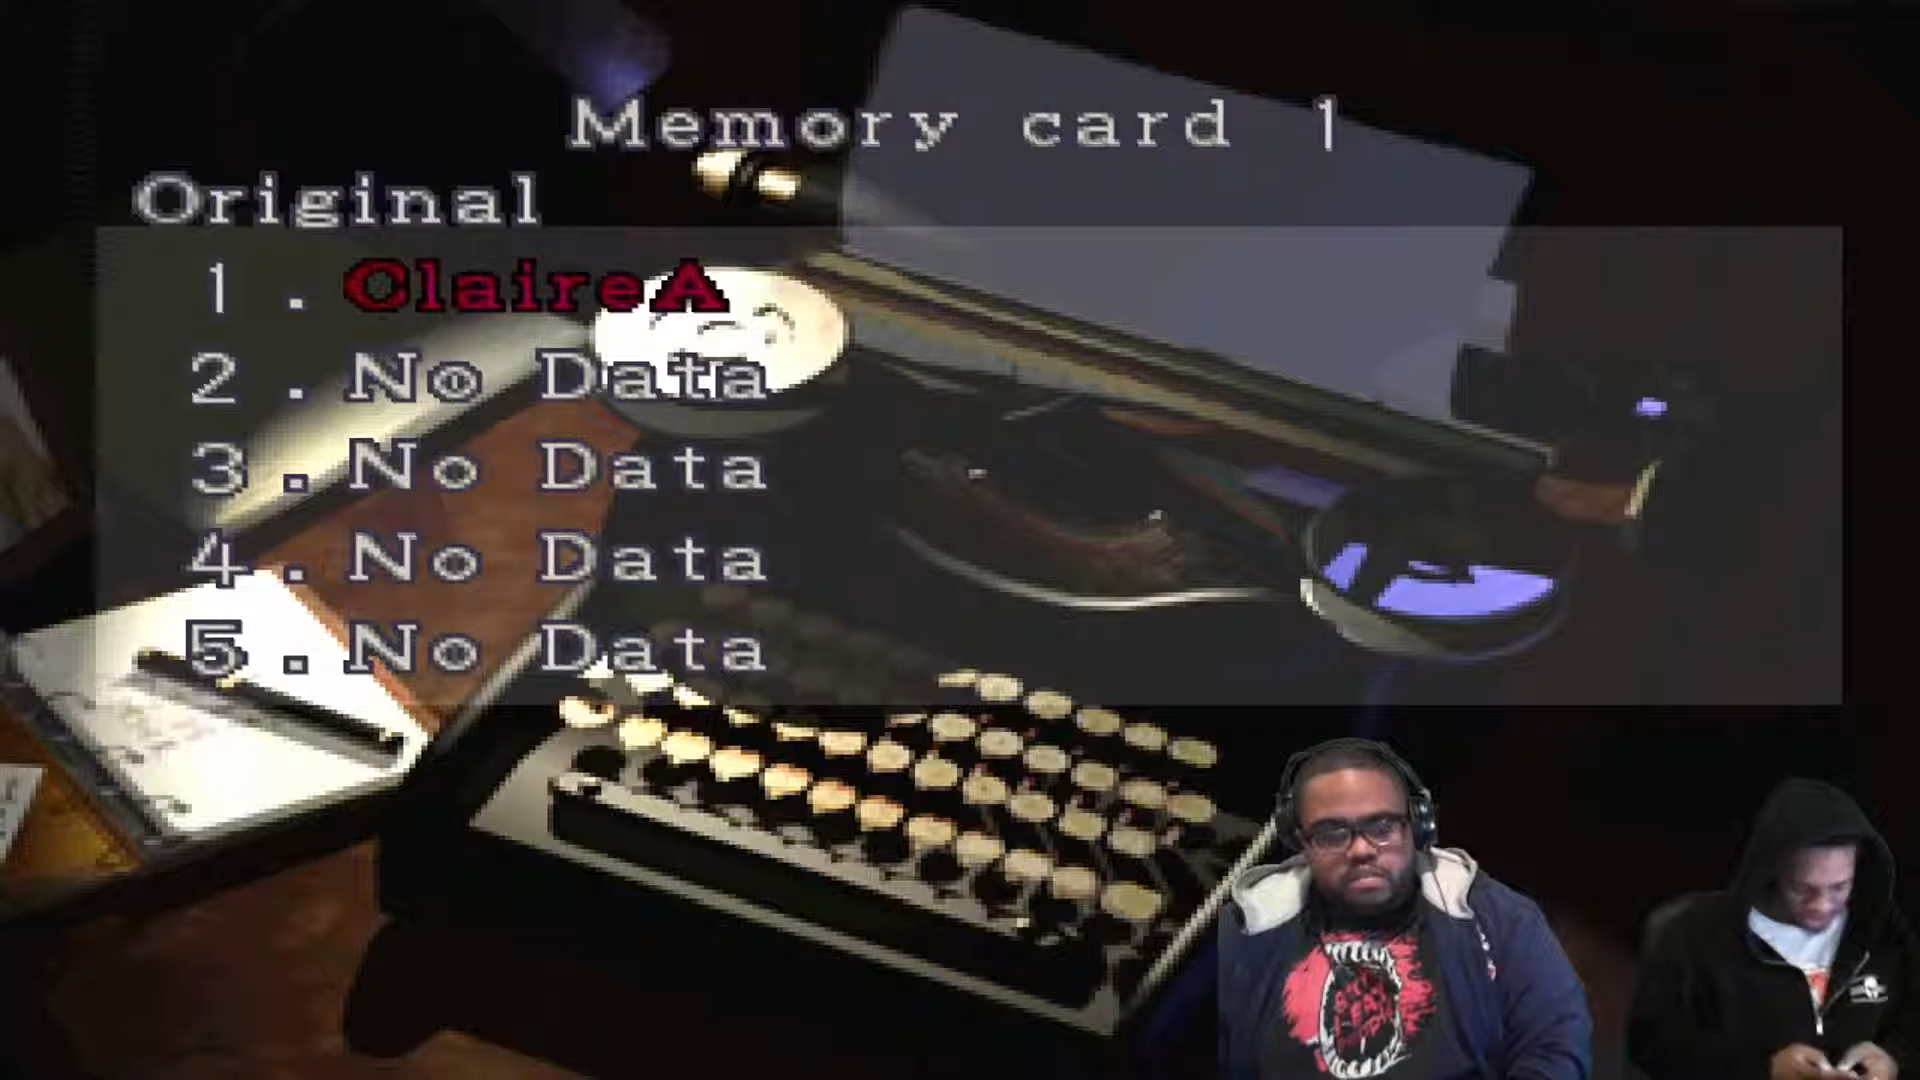 Memory card 1
Original
1. ClaireA
2. No Data
3. No Data
4. No Data
5. No Data